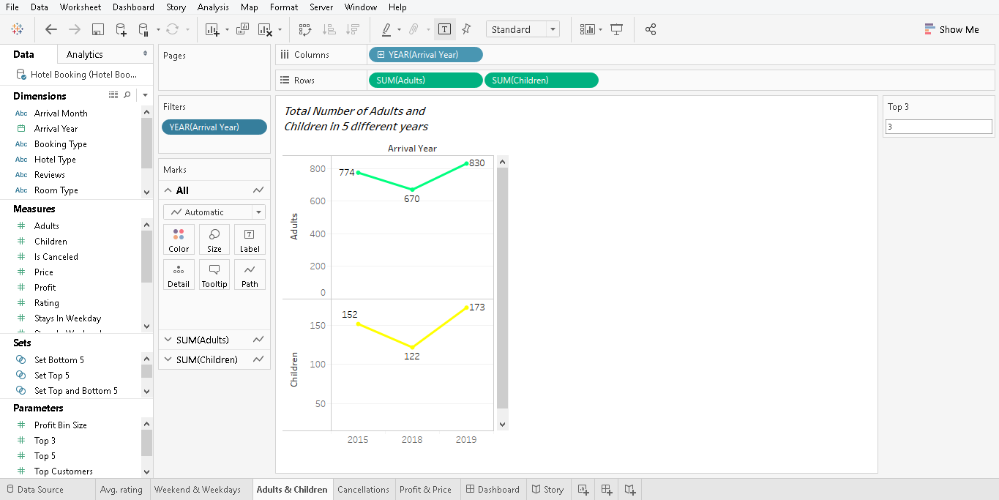 File Data Worksheet Dashboard Story Analysis Map Format Server Window Help
Standard
Show Me
Data Analytics
Hotel Booking (Hotel Boo...
Dimensions
Abc Arrival Month
Arrival Year
Abc Booking Type
Abc Hotel Type
Abc Reviews
Abc Room Type
Measures
Adults
Children
Is Canceled
Price
Profit
Rating
Stays In Weekday
Sets
Set Bottom 5
Set Top 5
Set Top and Bottom 5
Parameters
Profit Bin Size
Top 3
Top 5
Top Customers
Pages
Filters
YEAR(Arrival Year)
Marks
All
Automatic
Color Size Label
Detail Tooltip Path
SUM(Adults)
SUM(Children)
Columns YEAR(Arrival Year)
Rows SUM(Adults) SUM(Children)
Total Number of Adults and
Children in 5 different years
Arrival Year
Adults
800
600
400
200
0
774
670
830
Children
150
100
50
152
122
173
2015 2018 2019
Top 3
3
Data Source Avg. rating Weekend & Weekdays Adults & Children Cancellations Profit & Price Dashboard Story